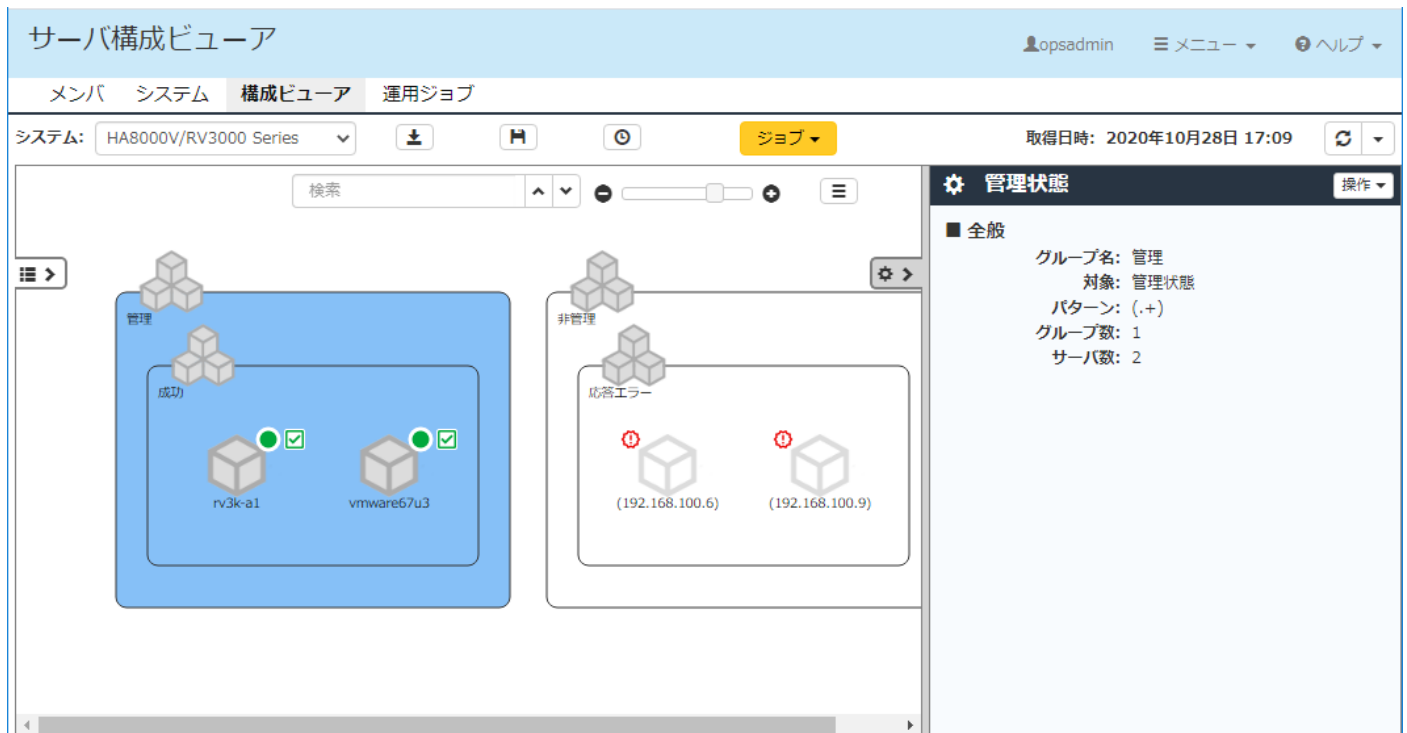 サーバ構成ビューア
opsadmin メニュー ヘルプ
メンバ システム 構成ビューア 運用ジョブ
システム: HA8000V/RV3000 Series ジョブ 取得日時: 2020年10月28日 17:09
検索
管理状態 操作
全般
グループ名: 管理
対象: 管理状態
パターン: (.+)
グループ数: 1
サーバ数: 2
管理
成功
rv3k-a1 vmware67u3
非管理
応答エラー
(192.168.100.6) (192.168.100.9)